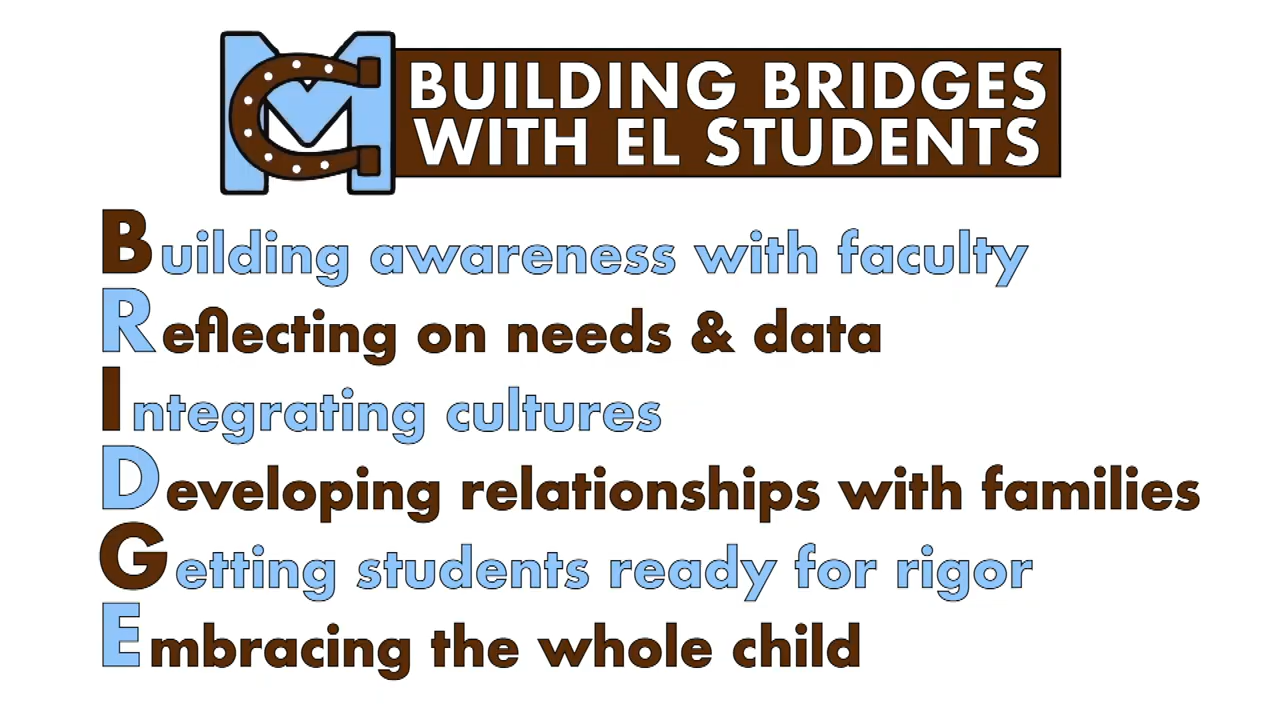 MC
BUILDING BRIDGES
WITH EL STUDENTS
Building awareness with faculty
Reflecting on needs & data
Integrating cultures
Developing relationships with families
Getting students ready for rigor
Embracing the whole child